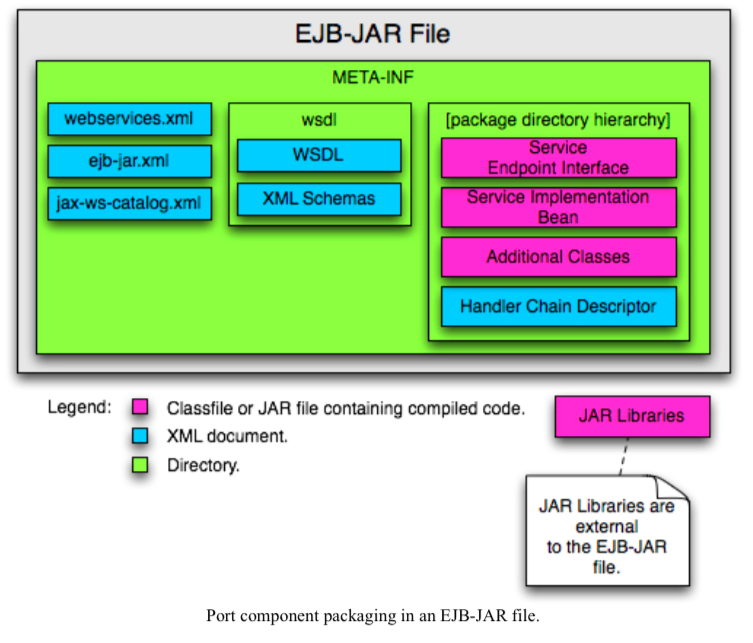 EJB-JAR File
META-INF
webservices.xml
ejb-jar.xml
jax-ws-catalog.xml
wsdl
WSDL
XML Schemas
[package directory hierarchy]
Service
Endpoint Interface
Service Implementation
Bean
Additional Classes
Handler Chain Descriptor
Legend:
Classfile or JAR file containing compiled code.
XML document.
Directory.
JAR Libraries
JAR Libraries are
external
to the EJB-JAR
file.
Port component packaging in an EJB-JAR file.